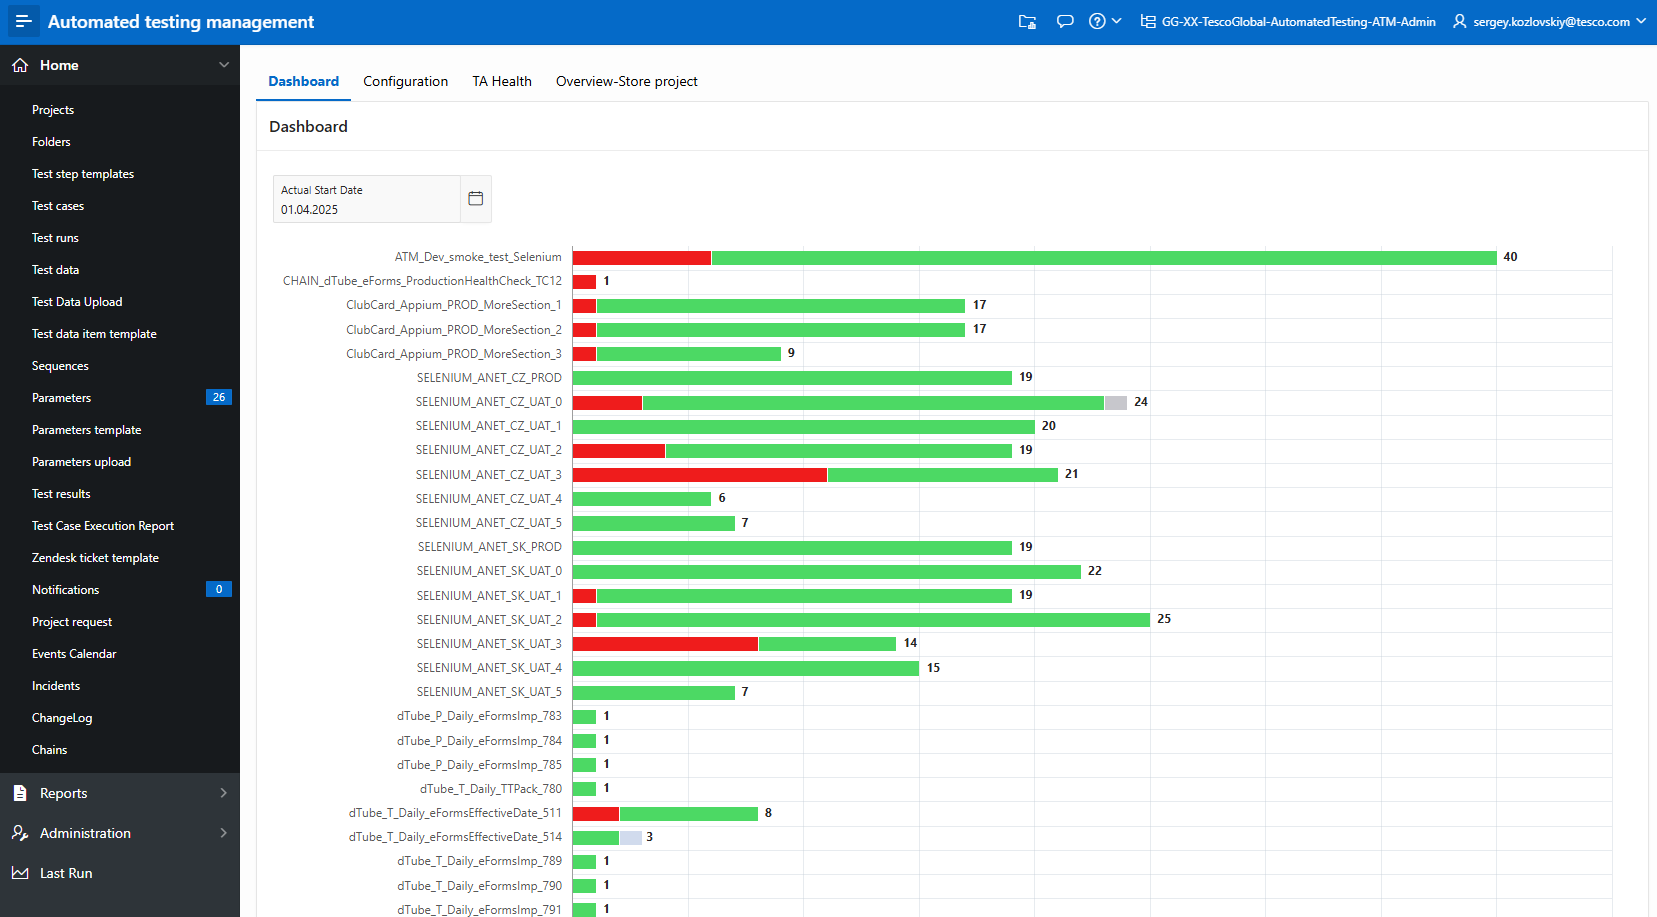 Automated testing management
GG-XX-TescoGlobal-AutomatedTesting-ATM-Admin
sergey.kozlovskiy@tesco.com
Home
Projects
Folders
Test step templates
Test cases
Test runs
Test data
Test Data Upload
Test data item template
Sequences
Parameters 26
Parameters template
Parameters upload
Test results
Test Case Execution Report
Zendesk ticket template
Notifications 0
Project request
Events Calendar
Incidents
ChangeLog
Chains
Reports
Administration
Last Run
Dashboard Configuration TA Health Overview-Store project
Dashboard
Actual Start Date
01.04.2025
ATM_Dev_smoke_test_Selenium 40
CHAIN_dTube_eForms_ProductionHealthCheck_TC12 1
ClubCard_Appium_PROD_MoreSection_1 17
ClubCard_Appium_PROD_MoreSection_2 17
ClubCard_Appium_PROD_MoreSection_3 9
SELENIUM_ANET_CZ_PROD 19
SELENIUM_ANET_CZ_UAT_0 24
SELENIUM_ANET_CZ_UAT_1 20
SELENIUM_ANET_CZ_UAT_2 19
SELENIUM_ANET_CZ_UAT_3 21
SELENIUM_ANET_CZ_UAT_4 6
SELENIUM_ANET_CZ_UAT_5 7
SELENIUM_ANET_SK_PROD 19
SELENIUM_ANET_SK_UAT_0 22
SELENIUM_ANET_SK_UAT_1 19
SELENIUM_ANET_SK_UAT_2 25
SELENIUM_ANET_SK_UAT_3 14
SELENIUM_ANET_SK_UAT_4 15
SELENIUM_ANET_SK_UAT_5 7
dTube_P_Daily_eFormsImp_783 1
dTube_P_Daily_eFormsImp_784 1
dTube_P_Daily_eFormsImp_785 1
dTube_T_Daily_TTPack_780 1
dTube_T_Daily_eFormsEffectiveDate_511 8
dTube_T_Daily_eFormsEffectiveDate_514 3
dTube_T_Daily_eFormsImp_789 1
dTube_T_Daily_eFormsImp_790 1
dTube_T_Daily_eFormsImp_791 1